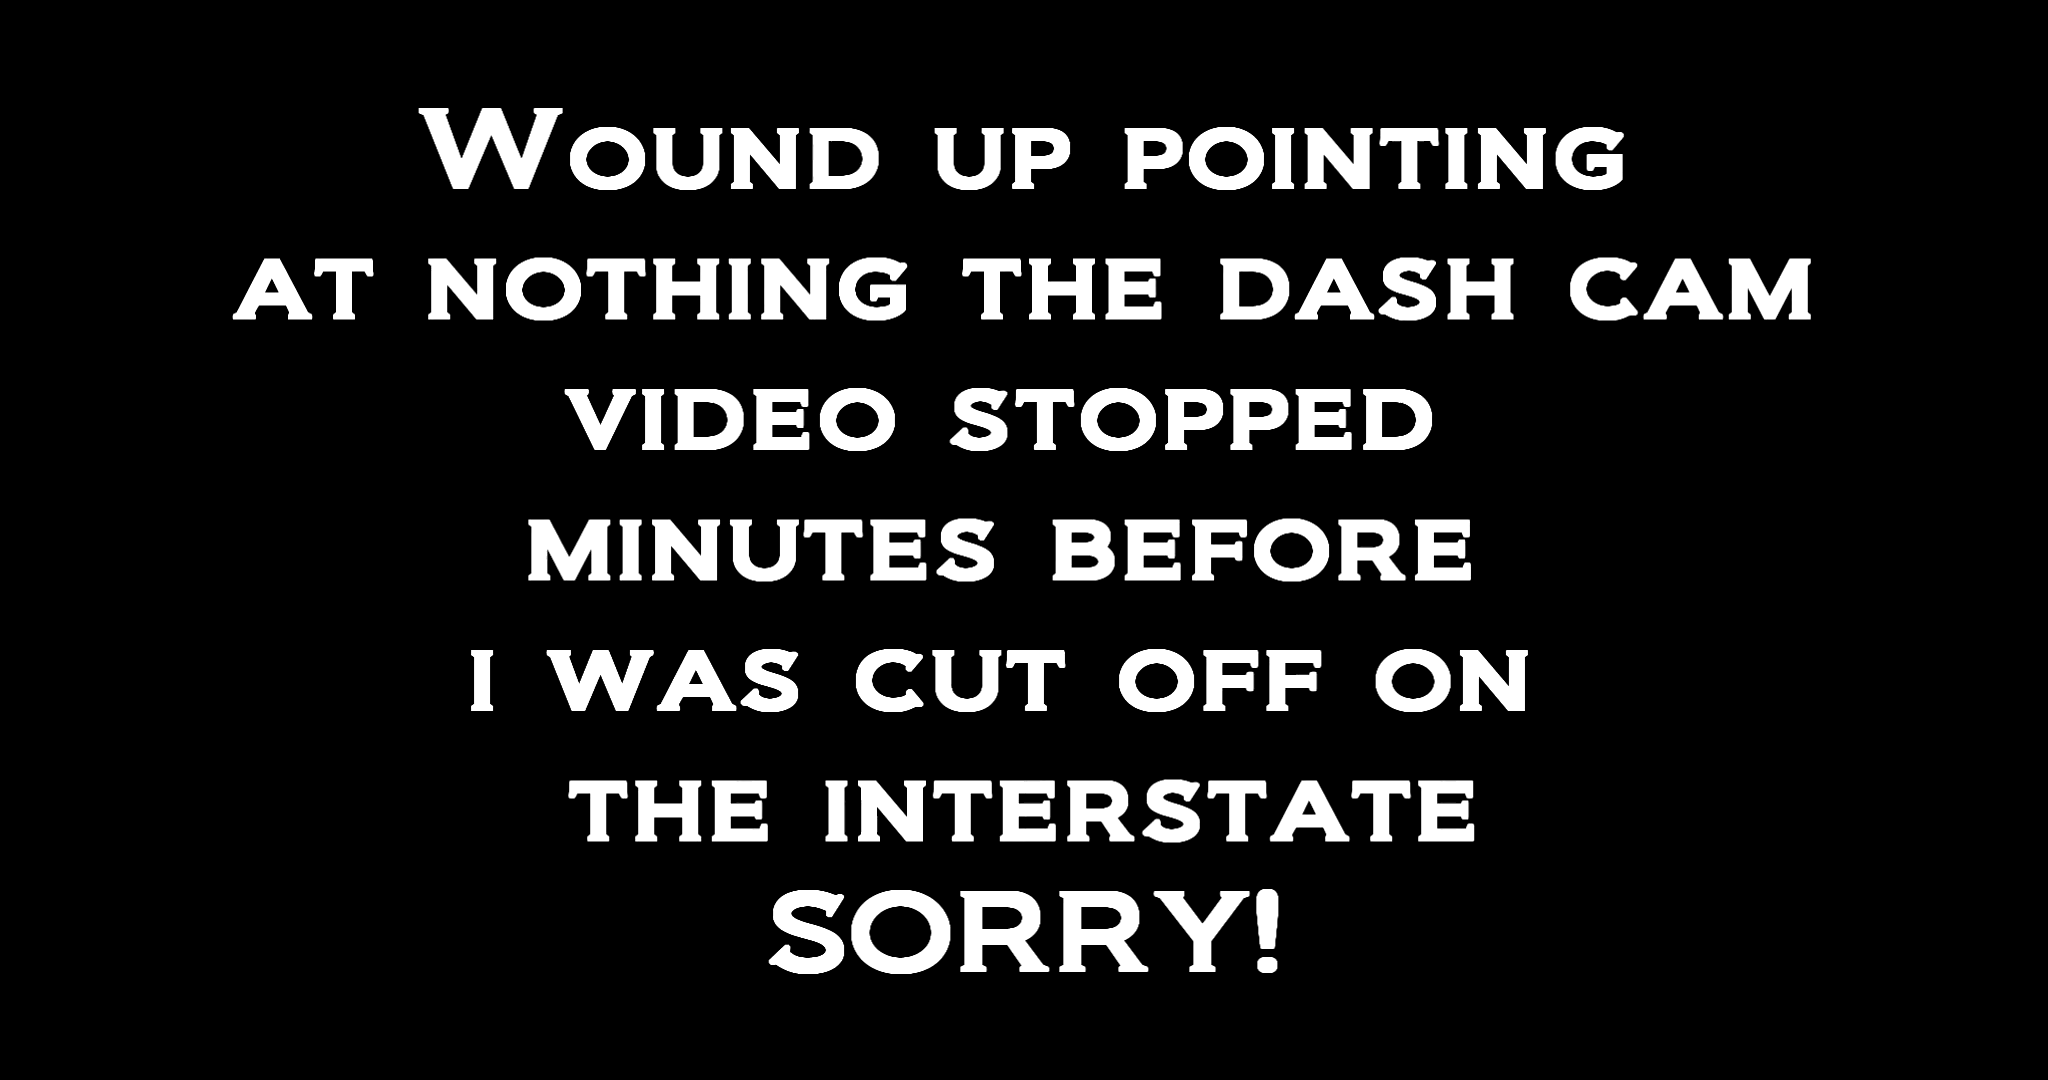 Wound up pointing
at nothing the dash cam
video stopped
minutes before
i was cut off on
the interstate
SORRY!